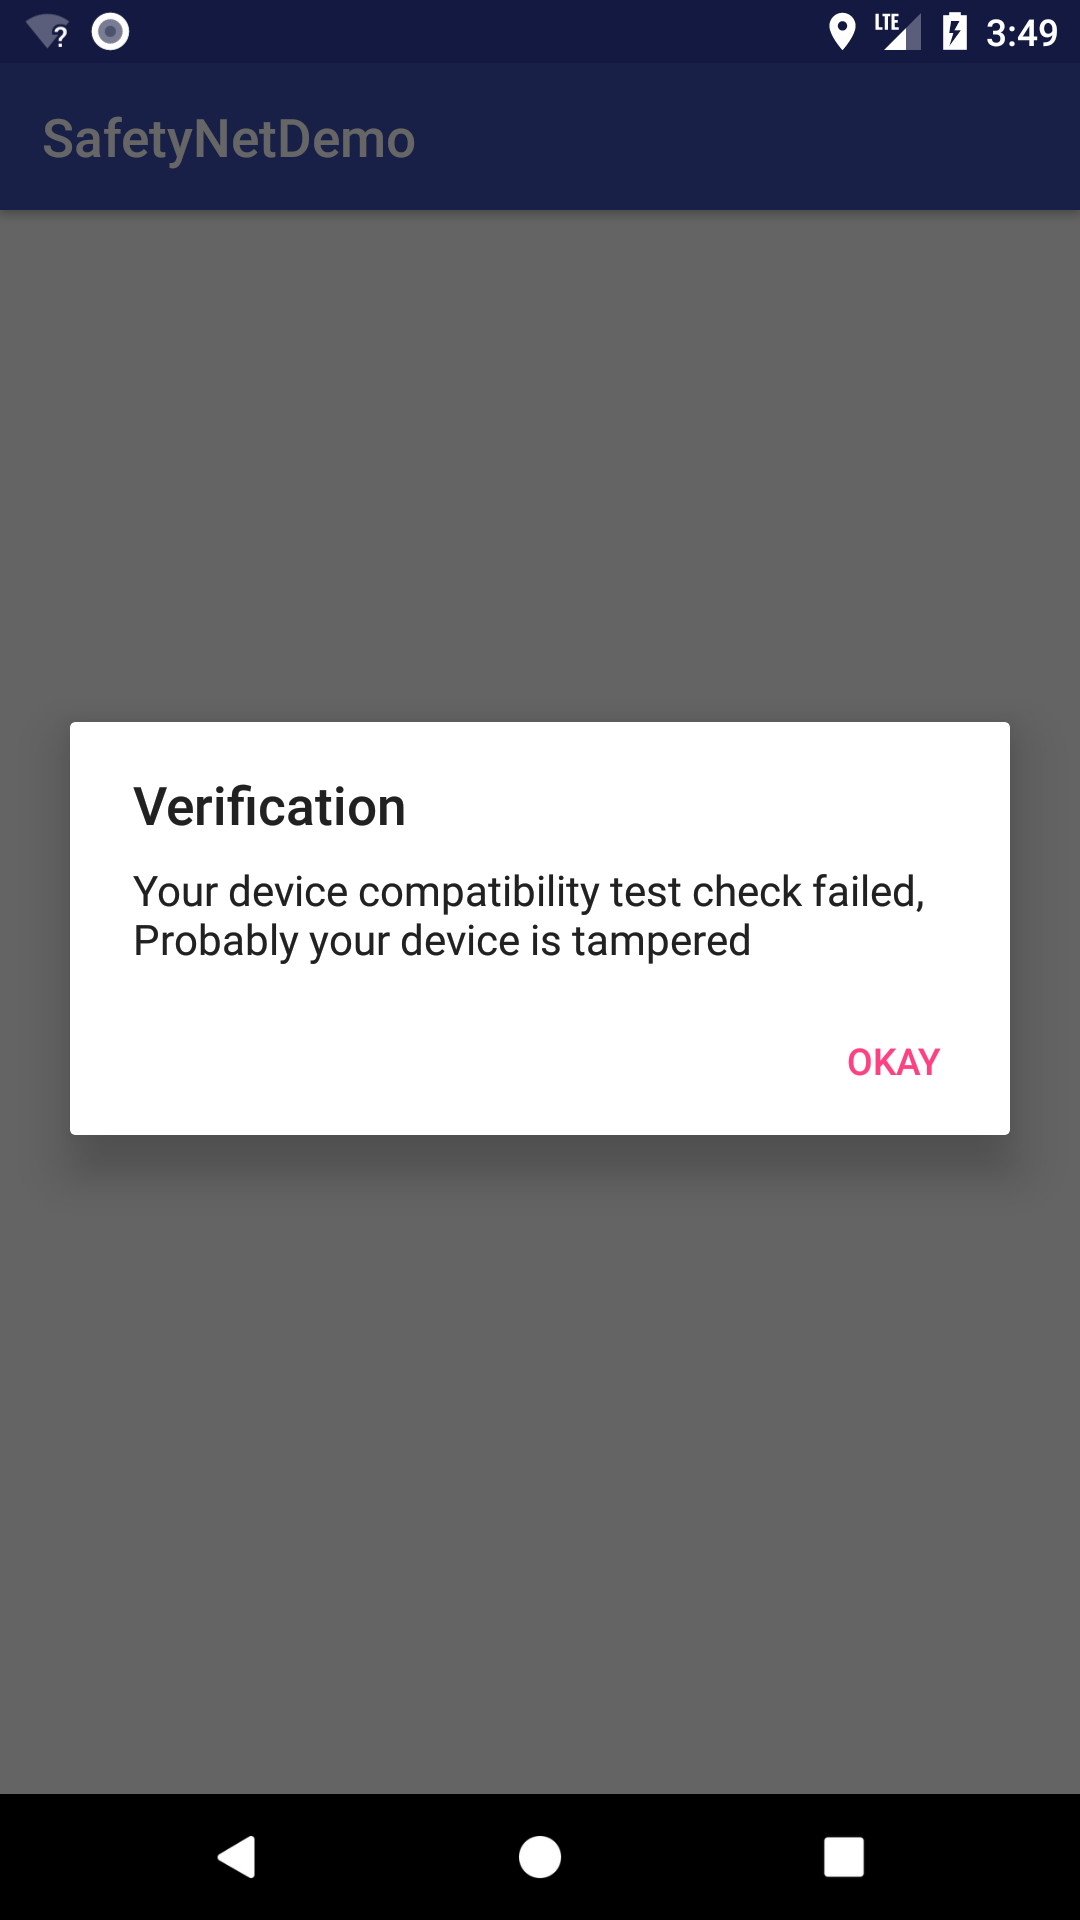 ?
LTE
3:49
SafetyNetDemo
Verification
Your device compatibility test check failed,
Probably your device is tampered
OKAY